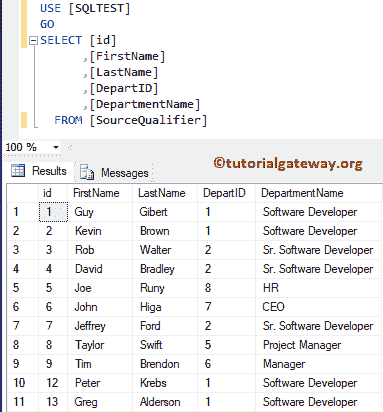 USE [SQLTEST]
GO
SELECT [id]
,[FirstName]
,[LastName]
,[DepartID]
,[DepartmentName]
FROM [SourceQualifier]
100 %
©tutorialgateway.org
Results Messages
id FirstName LastName DepartID DepartmentName
1 1 Guy Gibert 1 Software Developer
2 2 Kevin Brown 1 Software Developer
3 3 Rob Walter 2 Sr. Software Developer
4 4 David Bradley 2 Sr. Software Developer
5 5 Joe Runy 8 HR
6 6 John Higa 7 CEO
7 7 Jeffrey Ford 2 Sr. Software Developer
8 8 Taylor Swift 5 Project Manager
9 9 Tim Brendon 6 Manager
10 12 Peter Krebs 1 Software Developer
11 13 Greg Alderson 1 Software Developer